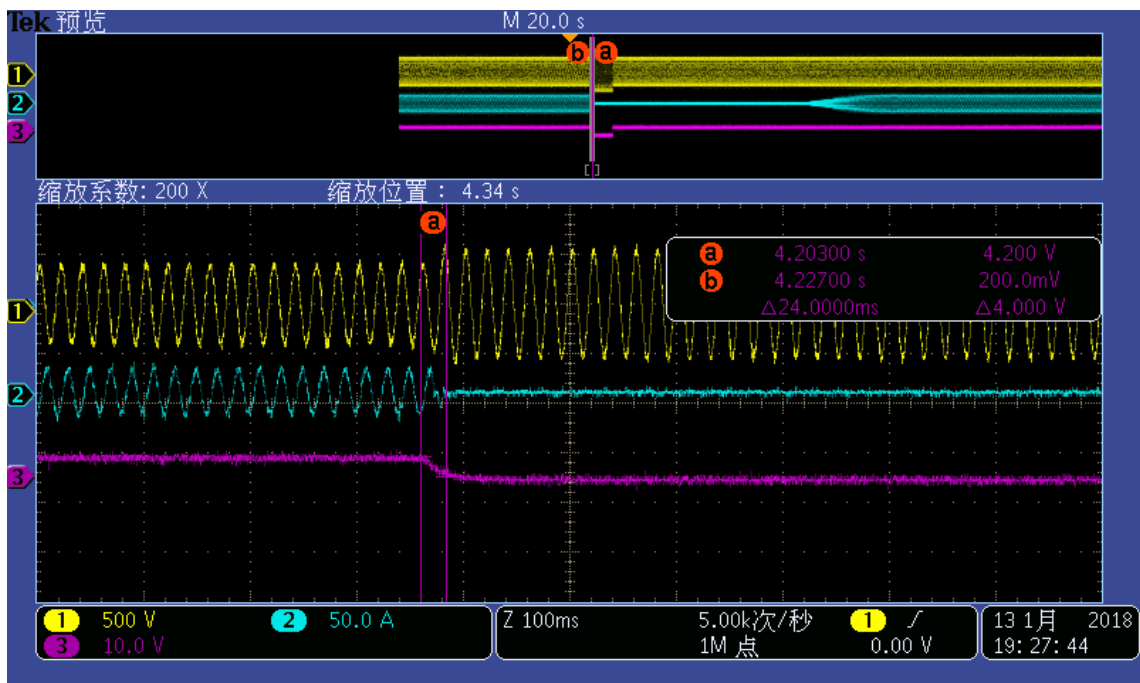 Tek 预览 M 20.0 s
b a
1
2
3
[ ]
缩放系数: 200 X 缩放位置： 4.34 s
a
a 4.20300 s 4.200 V
b 4.22700 s 200.0mV
△24.0000ms △4.000 V
1
2
3
1 500 V 2 50.0 A Z 100ms 5.00k次/秒 1 / 13 1月 2018
3 10.0 V 1M 点 0.00 V 19:27:44